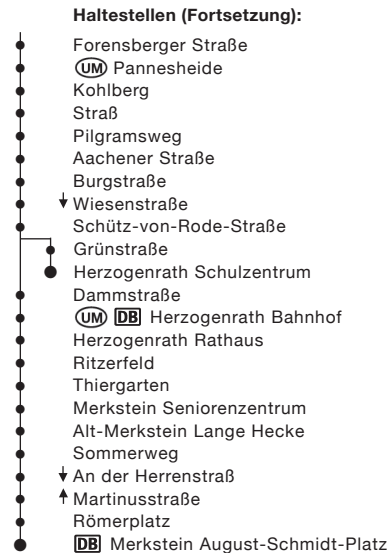 Haltestellen (Fortsetzung):
Forensberger Straße
UM Pannesheide
Kohlberg
Straß
Pilgramsweg
Aachener Straße
Burgstraße
Wiesenstraße
Schütz-von-Rode-Straße
Grünstraße
Herzogenrath Schulzentrum
Dammstraße
UM DB Herzogenrath Bahnhof
Herzogenrath Rathaus
Ritzerfeld
Thiergarten
Merkstein Seniorenzentrum
Alt-Merkstein Lange Hecke
Sommerweg
An der Herrenstraß
Martinusstraße
Römerplatz
DB Merkstein August-Schmidt-Platz